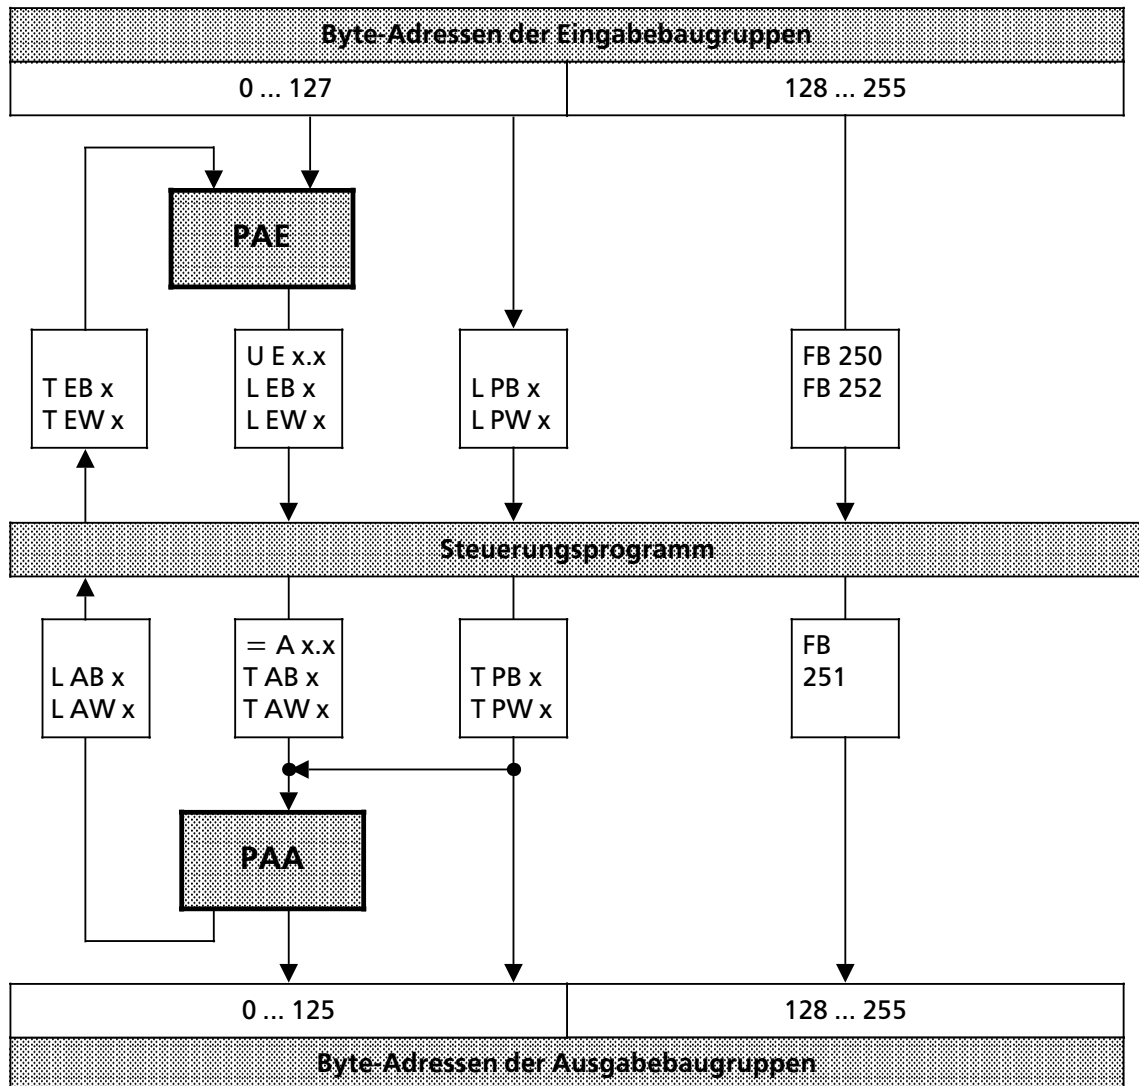 Byte-Adressen der Eingabebaugruppen
0 ... 127
128 ... 255
PAE
T EB x
T EW x
U E x.x
L EB x
L EW x
L PB x
L PW x
FB 250
FB 252
Steuerungsprogramm
L AB x
L AW x
= A x.x
T AB x
T AW x
T PB x
T PW x
FB
251
PAA
0 ... 125
128 ... 255
Byte-Adressen der Ausgabebaugruppen